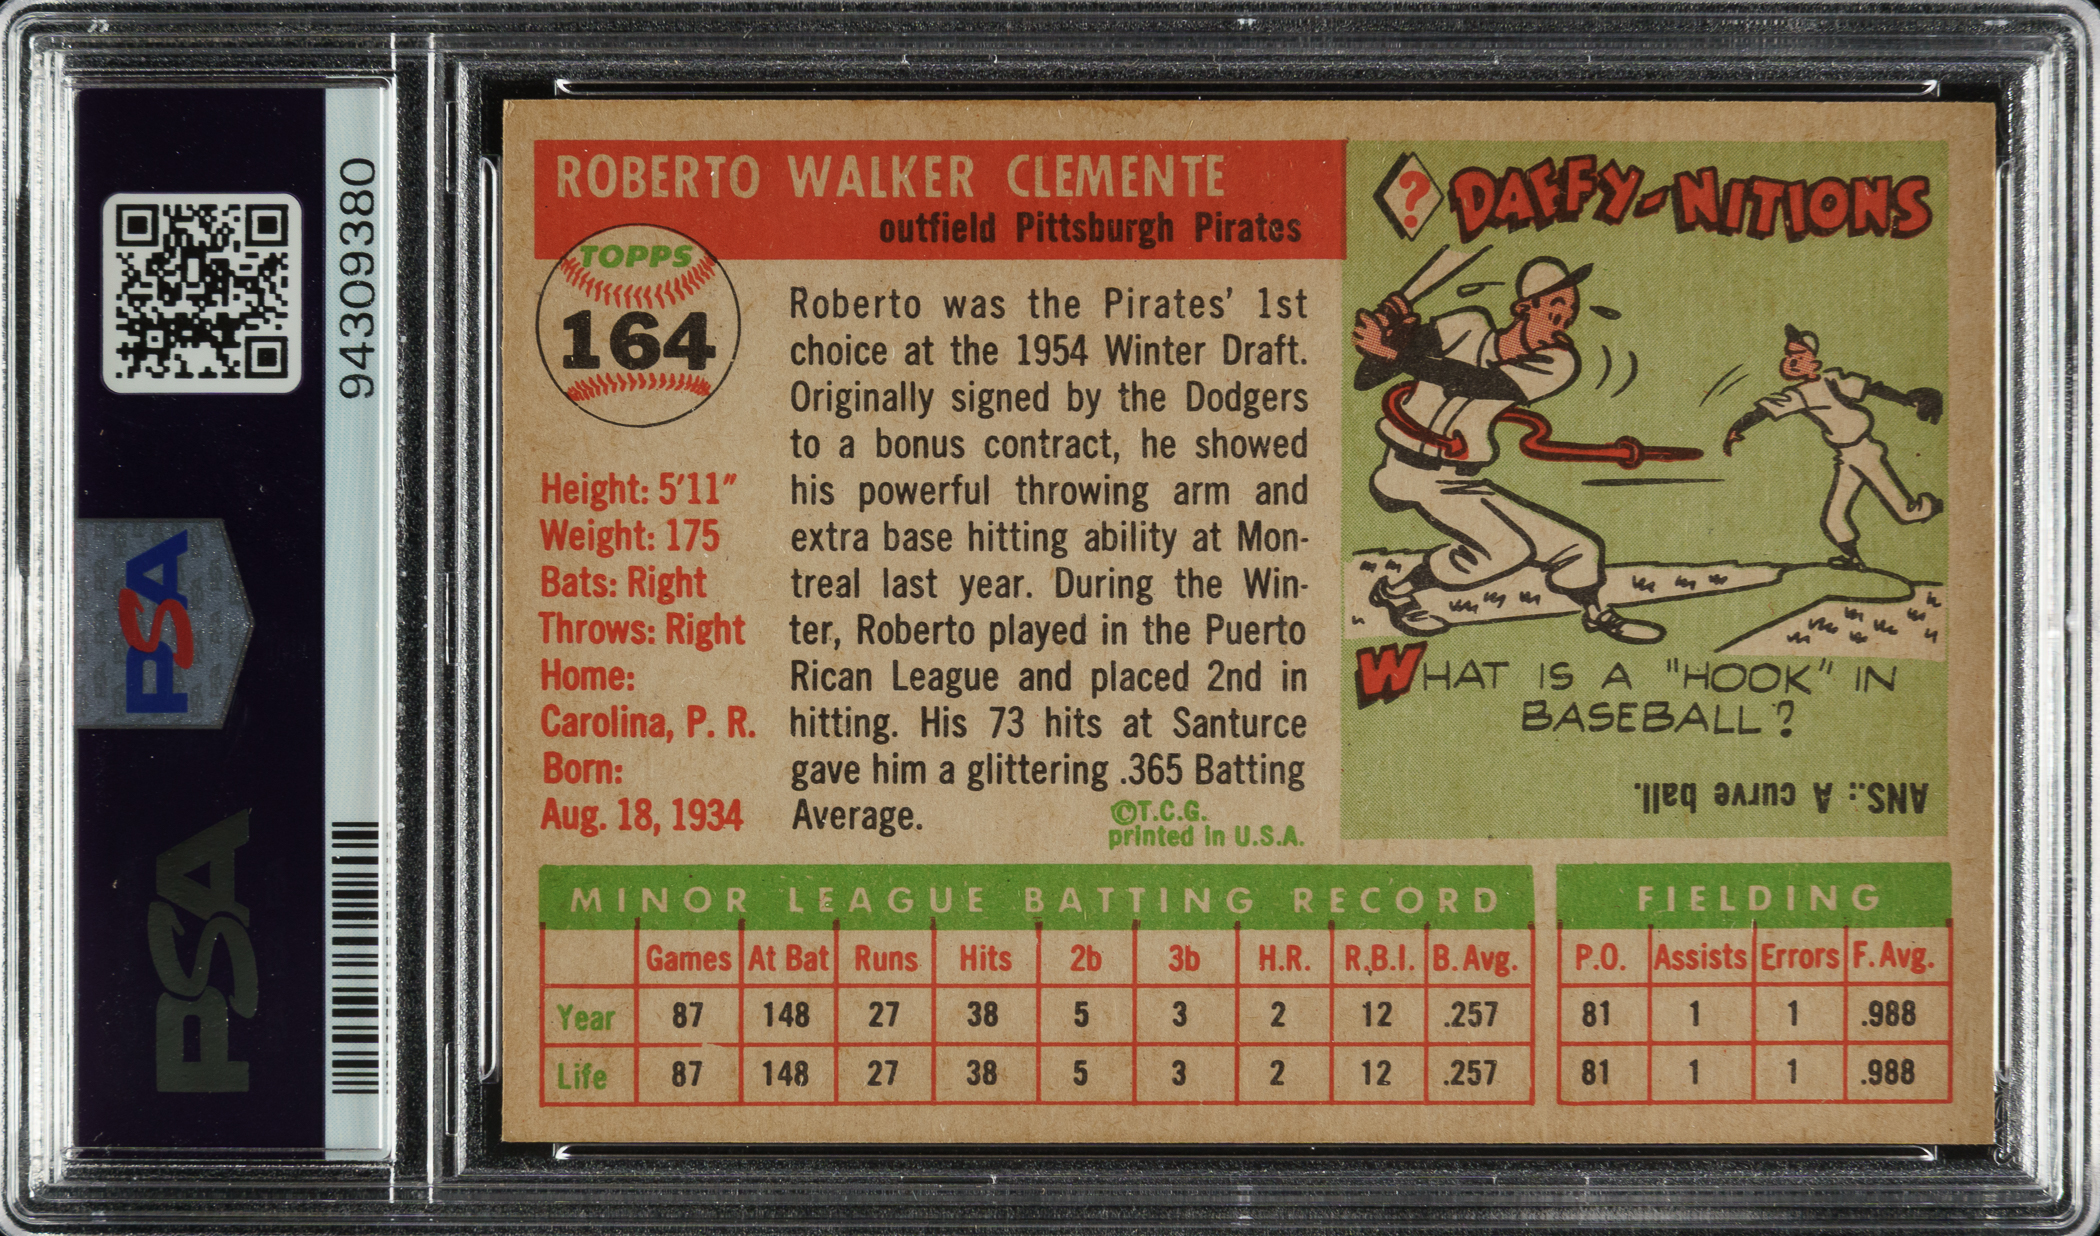 94309380
PSA
PSA
ROBERTO WALKER CLEMENTE
outfield Pittsburgh Pirates
TOPPS
164
Height: 5'11"
Weight: 175
Bats: Right
Throws: Right
Home:
Carolina, P. R.
Born:
Aug. 18, 1934
Roberto was the Pirates' 1st
choice at the 1954 Winter Draft.
Originally signed by the Dodgers
to a bonus contract, he showed
his powerful throwing arm and
extra base hitting ability at Mon-
treal last year. During the Win-
ter, Roberto played in the Puerto
Rican League and placed 2nd in
hitting. His 73 hits at Santurce
gave him a glittering .365 Batting
Average.
©T.C.G.
printed in U.S.A.
? DAFFY-NITIONS
WHAT IS A "HOOK" IN
BASEBALL?
ANS.: A curve ball.
MINOR LEAGUE BATTING RECORD
Games At Bat Runs Hits 2b 3b H.R. R.B.I. B. Avg.
Year 87 148 27 38 5 3 2 12 .257
Life 87 148 27 38 5 3 2 12 .257
FIELDING
P.O. Assists Errors F. Avg.
81 1 1 .988
81 1 1 .988